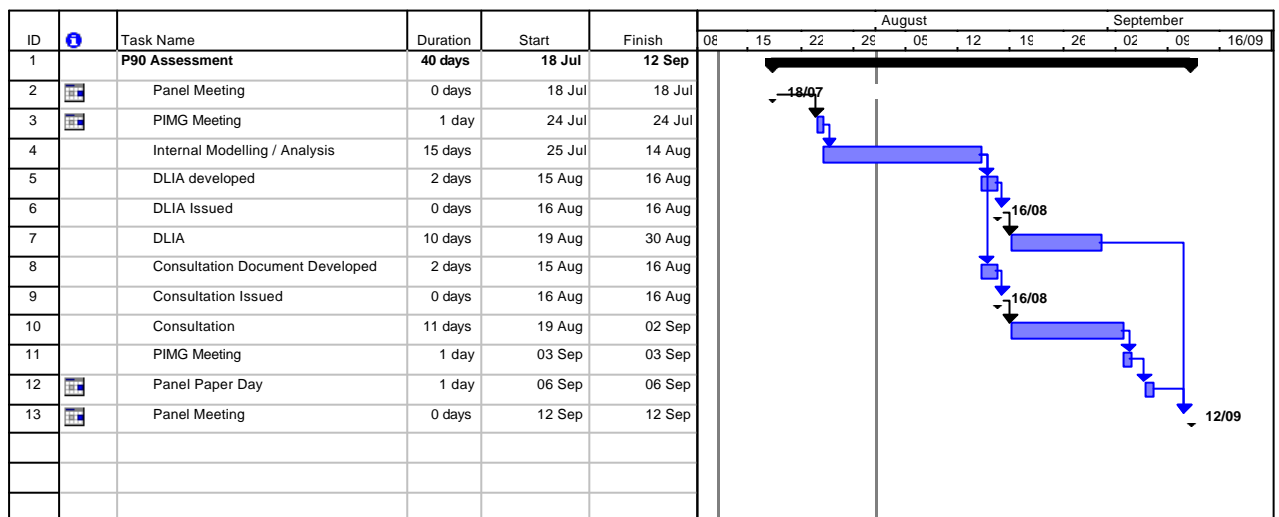 August September
ID Task Name Duration Start Finish 08 15 22 29 05 12 19 26 02 09 16/09
1 P90 Assessment 40 days 18 Jul 12 Sep
2 Panel Meeting 0 days 18 Jul 18 Jul 18/07
3 PIMG Meeting 1 day 24 Jul 24 Jul
4 Internal Modelling / Analysis 15 days 25 Jul 14 Aug
5 DLIA developed 2 days 15 Aug 16 Aug
6 DLIA Issued 0 days 16 Aug 16 Aug 16/08
7 DLIA 10 days 19 Aug 30 Aug
8 Consultation Document Developed 2 days 15 Aug 16 Aug
9 Consultation Issued 0 days 16 Aug 16 Aug 16/08
10 Consultation 11 days 19 Aug 02 Sep
11 PIMG Meeting 1 day 03 Sep 03 Sep
12 Panel Paper Day 1 day 06 Sep 06 Sep
13 Panel Meeting 0 days 12 Sep 12 Sep 12/09